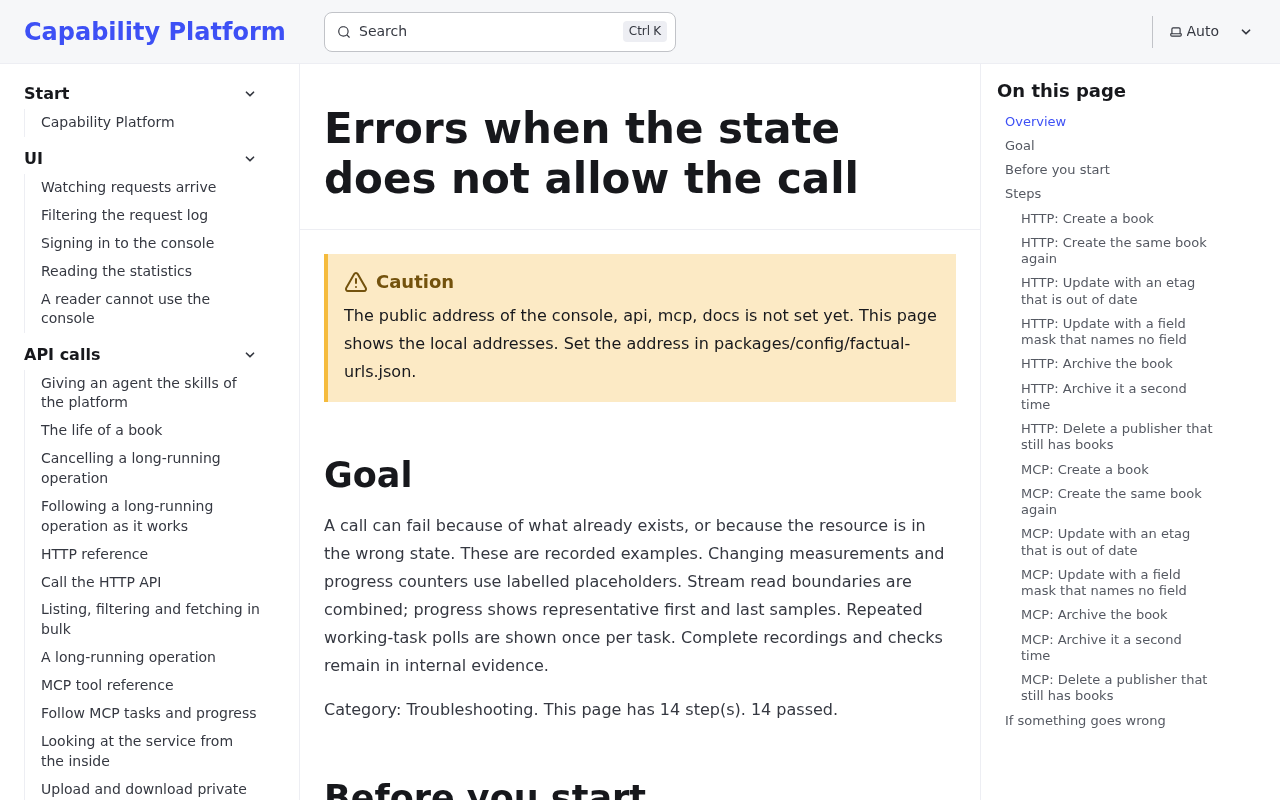 Capability Platform
Search
Ctrl K
Auto
Start
Capability Platform
UI
Watching requests arrive
Filtering the request log
Signing in to the console
Reading the statistics
A reader cannot use the
console
API calls
Giving an agent the skills of
the platform
The life of a book
Cancelling a long-running
operation
Following a long-running
operation as it works
HTTP reference
Call the HTTP API
Listing, filtering and fetching in
bulk
A long-running operation
MCP tool reference
Follow MCP tasks and progress
Looking at the service from
the inside
Upload and download private
Errors when the state
does not allow the call
Caution
The public address of the console, api, mcp, docs is not set yet. This page
shows the local addresses. Set the address in packages/config/factual-
urls.json.
Goal
A call can fail because of what already exists, or because the resource is in
the wrong state. These are recorded examples. Changing measurements and
progress counters use labelled placeholders. Stream read boundaries are
combined; progress shows representative first and last samples. Repeated
working-task polls are shown once per task. Complete recordings and checks
remain in internal evidence.
Category: Troubleshooting. This page has 14 step(s). 14 passed.
Before you start
On this page
Overview
Goal
Before you start
Steps
HTTP: Create a book
HTTP: Create the same book
again
HTTP: Update with an etag
that is out of date
HTTP: Update with a field
mask that names no field
HTTP: Archive the book
HTTP: Archive it a second
time
HTTP: Delete a publisher that
still has books
MCP: Create a book
MCP: Create the same book
again
MCP: Update with an etag
that is out of date
MCP: Update with a field
mask that names no field
MCP: Archive the book
MCP: Archive it a second
time
MCP: Delete a publisher that
still has books
If something goes wrong